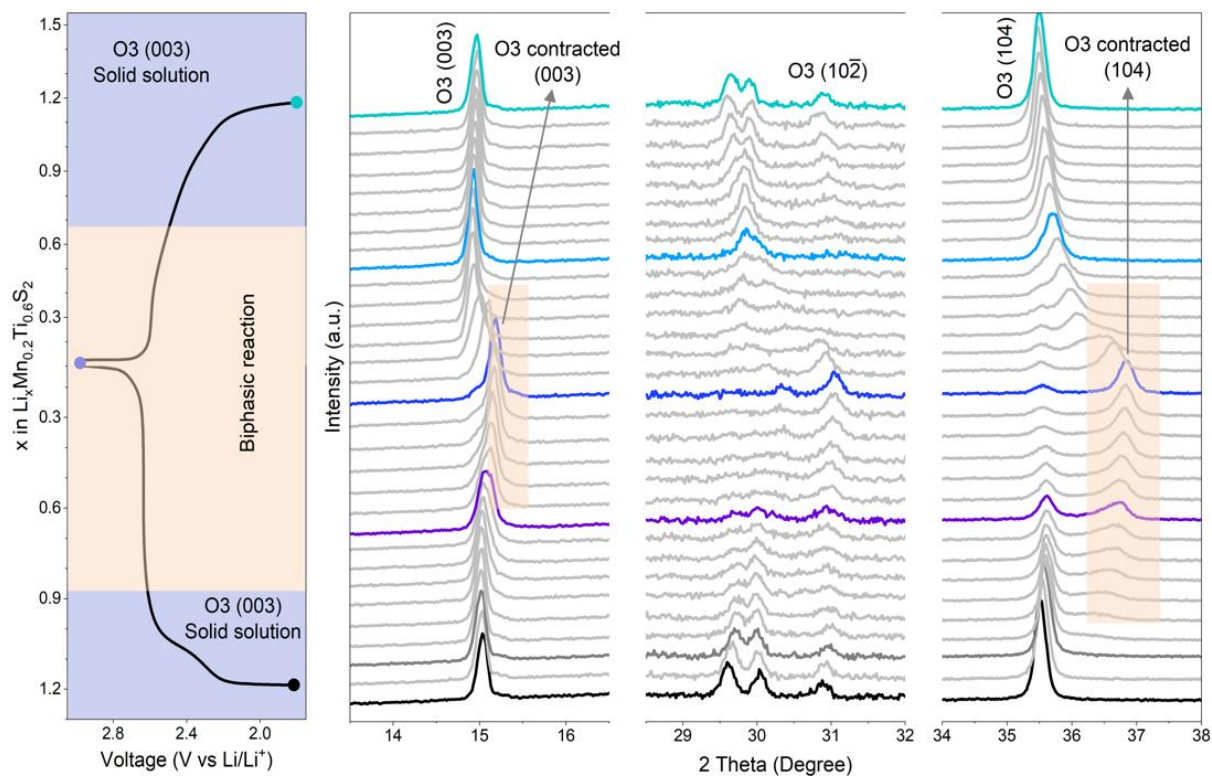 x in LixMn0.2Ti0.6S2
1.5
1.2
0.9
0.6
0.3
0.3
0.6
0.9
1.2
O3 (003)
Solid solution
Biphasic reaction
O3 (003)
Solid solution
2.8
2.4
2.0
Voltage (V vs Li/Li⁺)
Intensity (a.u.)
O3 (003)
O3 contracted
(003)
14
15
16
O3 (102̄)
29
30
31
32
O3 (104)
O3 contracted
(104)
34
35
36
37
38
2 Theta (Degree)